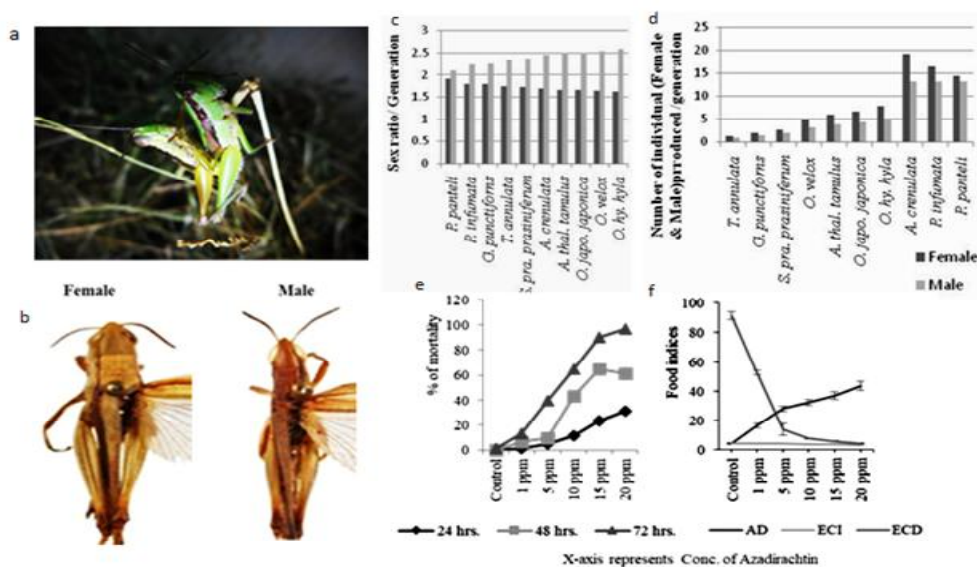 a
c
Sex ratio/ Generation
3
2.5
2
1.5
1
0.5
0
P. panteli
P. infumata
G. punctiforns
T. annulata
S. pra. prasiniferum
A. crenulata
A. thal. tamulus
O. japo. japonica
O. velox
O. hy. hyla
d
Number of individual (Female
& Male)prroduced /generation
25
20
15
10
5
0
T. annulata
G. punctiforns
S. pra. prasiniferum
O. velox
A. thal. tamulus
O. japo. japonica
O. hy. kyla
A. crenulata
P. infumata
P. panteli
Female
Male
b
Female
Male
e
% of mortality
120
100
80
60
40
20
0
Control
1 ppm
5 ppm
10 ppm
15 ppm
20 ppm
24 hrs.
48 hrs.
72 hrs.
f
Food indices
100
80
60
40
20
0
Control
1 ppm
5 ppm
10 ppm
15 ppm
20 ppm
AD
ECI
ECD
X-axis represents Conc. of Azadirachtin